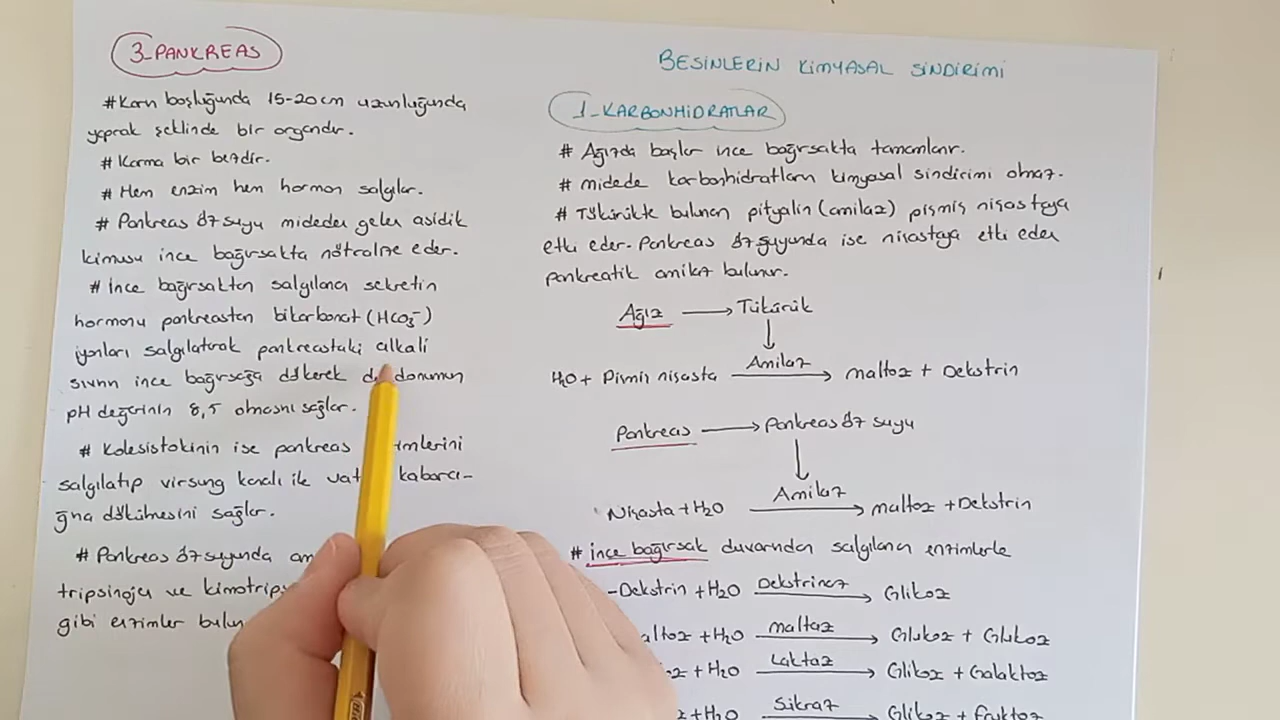 3-PANKREAS
# Karın boşluğunda 15-20cm uzunluğunda
yaprak şeklinde bir organdır.
# Karma bir bezdir.
# Hem enzim hem hormon salgılar.
# Pankreas öz suyu mideden gelen asidik
kimusu ince bağırsakta nötralize eder.
# İnce bağırsaktan salgılanan sekretin
hormonu pankreastan bikarbonat (HCO3-)
iyonları salgılatarak pankreastaki alkali
sıvının ince bağırsağa dökerek
pH değerinin 8,5 olmasını sağlar.
# Kolesistokinin ise pankreas
salgılatıp virsung kanalı ile kabarcı-
ğına dökülmesini sağlar.
# Pankreas öz suyunda
tripsinojen ve
gibi enzimler
BESİNLERİN KİMYASAL SİNDİRİMİ
1-KARBONHİDRATLAR
# Ağızda başlar ince bağırsakta tamamlanır.
# midede karbonhidratların kimyasal sindirimi olmaz.
# Tükürükte bulunan pityalin (amilaz) pişmiş nişastaya
etki eder. Pankreas öz suyunda ise nişastaya etki eden
pankreatik amilaz bulunur.
Ağız → Tükürük
↓
H2O + Pişmiş nişasta Amilaz → maltoz + Dekstrin
Pankreas → Pankreas öz suyu
↓
Nişasta + H2O Amilaz → maltoz + Dekstrin
# İnce bağırsak duvarından salgılanan enzimlerle
-Dekstrin + H2O Dekstrinaz → Glikoz
+ H2O maltaz → Glukoz + Glukoz
+ H2O Laktaz → Glikoz + Galaktoz
+ H2O Sükraz → Glikoz + fruktoz